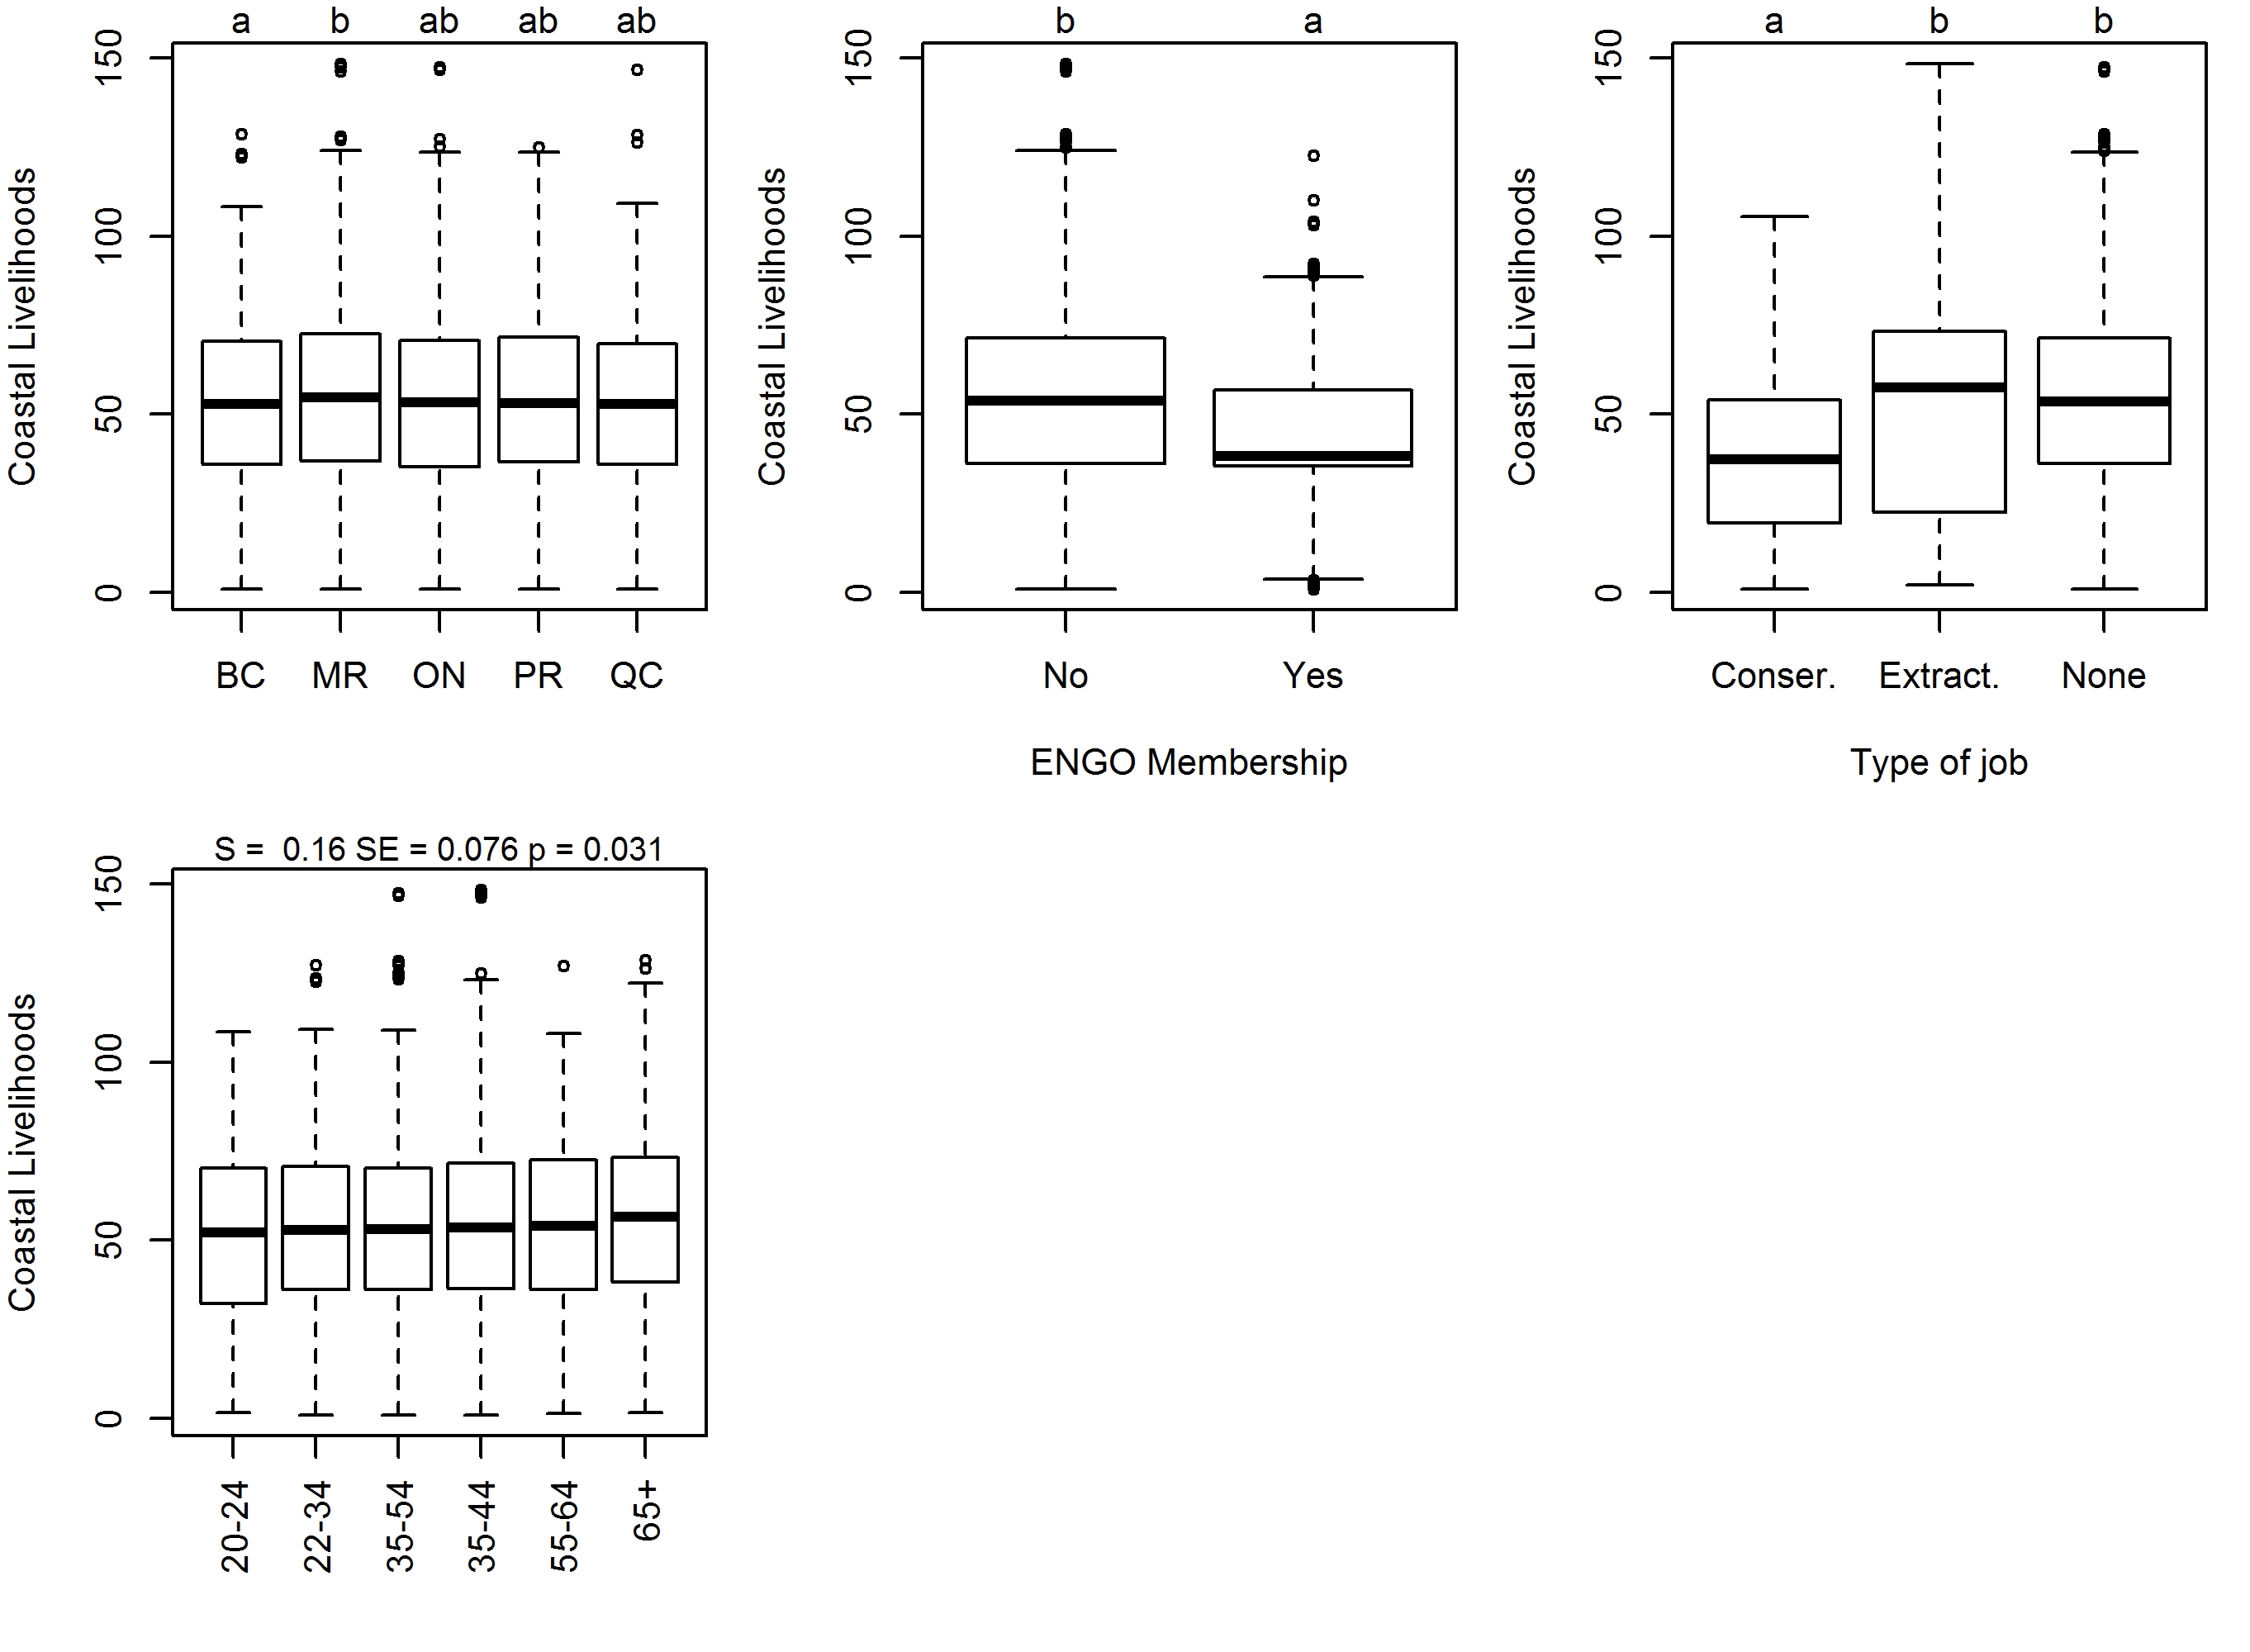 a b ab ab ab
Coastal Livelihoods
0 50 100 150
BC MR ON PR QC
b a
Coastal Livelihoods
0 50 100 150
No Yes
ENGO Membership
a b b
Coastal Livelihoods
0 50 100 150
Conser. Extract. None
Type of job
S = 0.16 SE = 0.076 p = 0.031
Coastal Livelihoods
0 50 100 150
20-24 22-34 35-54 35-44 55-64 65+